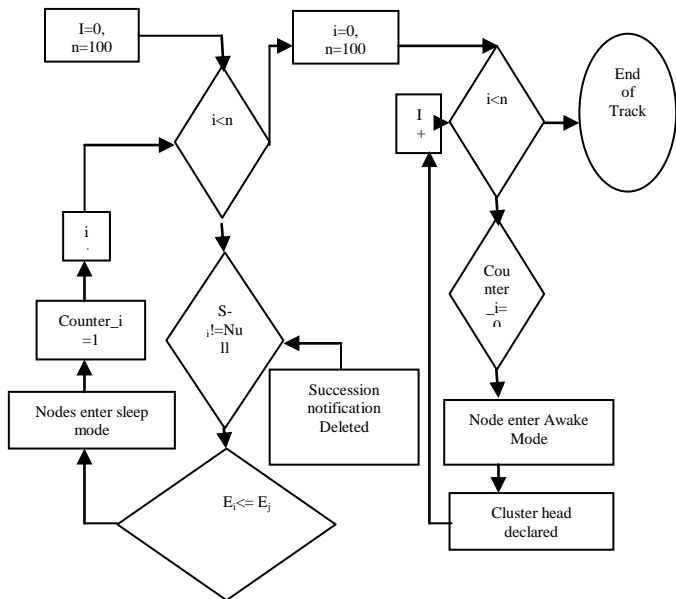 I=0,
n=100
i<n
i=0,
n=100
i<n
End
of
Track
I
+
i
Counter_i
=1
Nodes enter sleep
mode
S-
i!=Nu
ll
Succession
notification
Deleted
Ei<= Ej
Cou
nter
_i=
0
Node enter Awake
Mode
Cluster head
declared